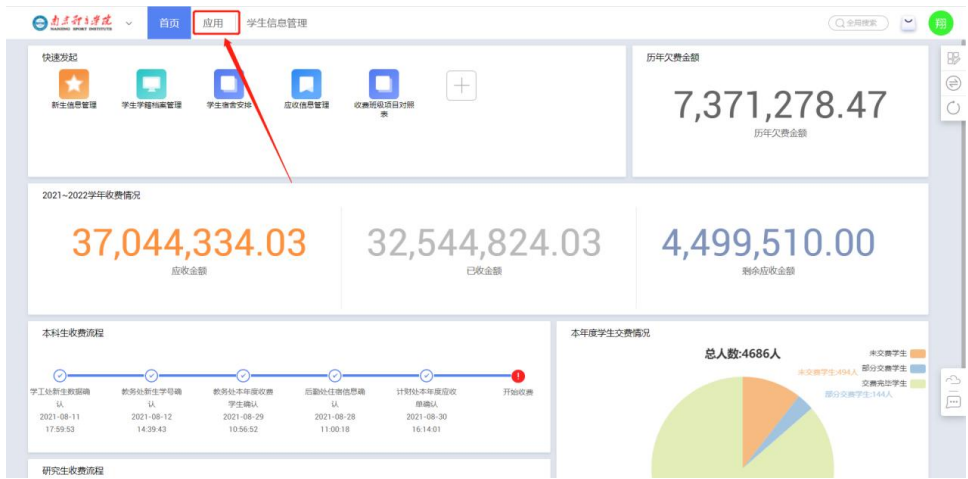 南京体育学院
NANJING SPORT INSTITUTE
首页
应用
学生信息管理
全局搜索
翔
快速发起
新生信息管理
学生学籍档案管理
学生宿舍安排
应收信息管理
收费班级项目对照
表
历年欠费金额
7,371,278.47
历年欠费金额
2021~2022学年收费情况
37,044,334.03
应收金额
32,544,824.03
已收金额
4,499,510.00
剩余应收金额
本科生收费流程
学工处新生数据确
认
2021-08-11
17:59:53
教务处新生学号确
认
2021-08-12
14:39:43
教务处本年度收费
学生确认
2021-08-29
10:56:52
后勤处住宿信息确
认
2021-08-28
11:00:18
计财处本年度应收
单确认
2021-08-30
16:14:01
开始收费
本年度学生交费情况
总人数:4686人
未交费学生
部分交费学生
交费完毕学生
未交费学生:494人
部分交费学生:144人
研究生收费流程